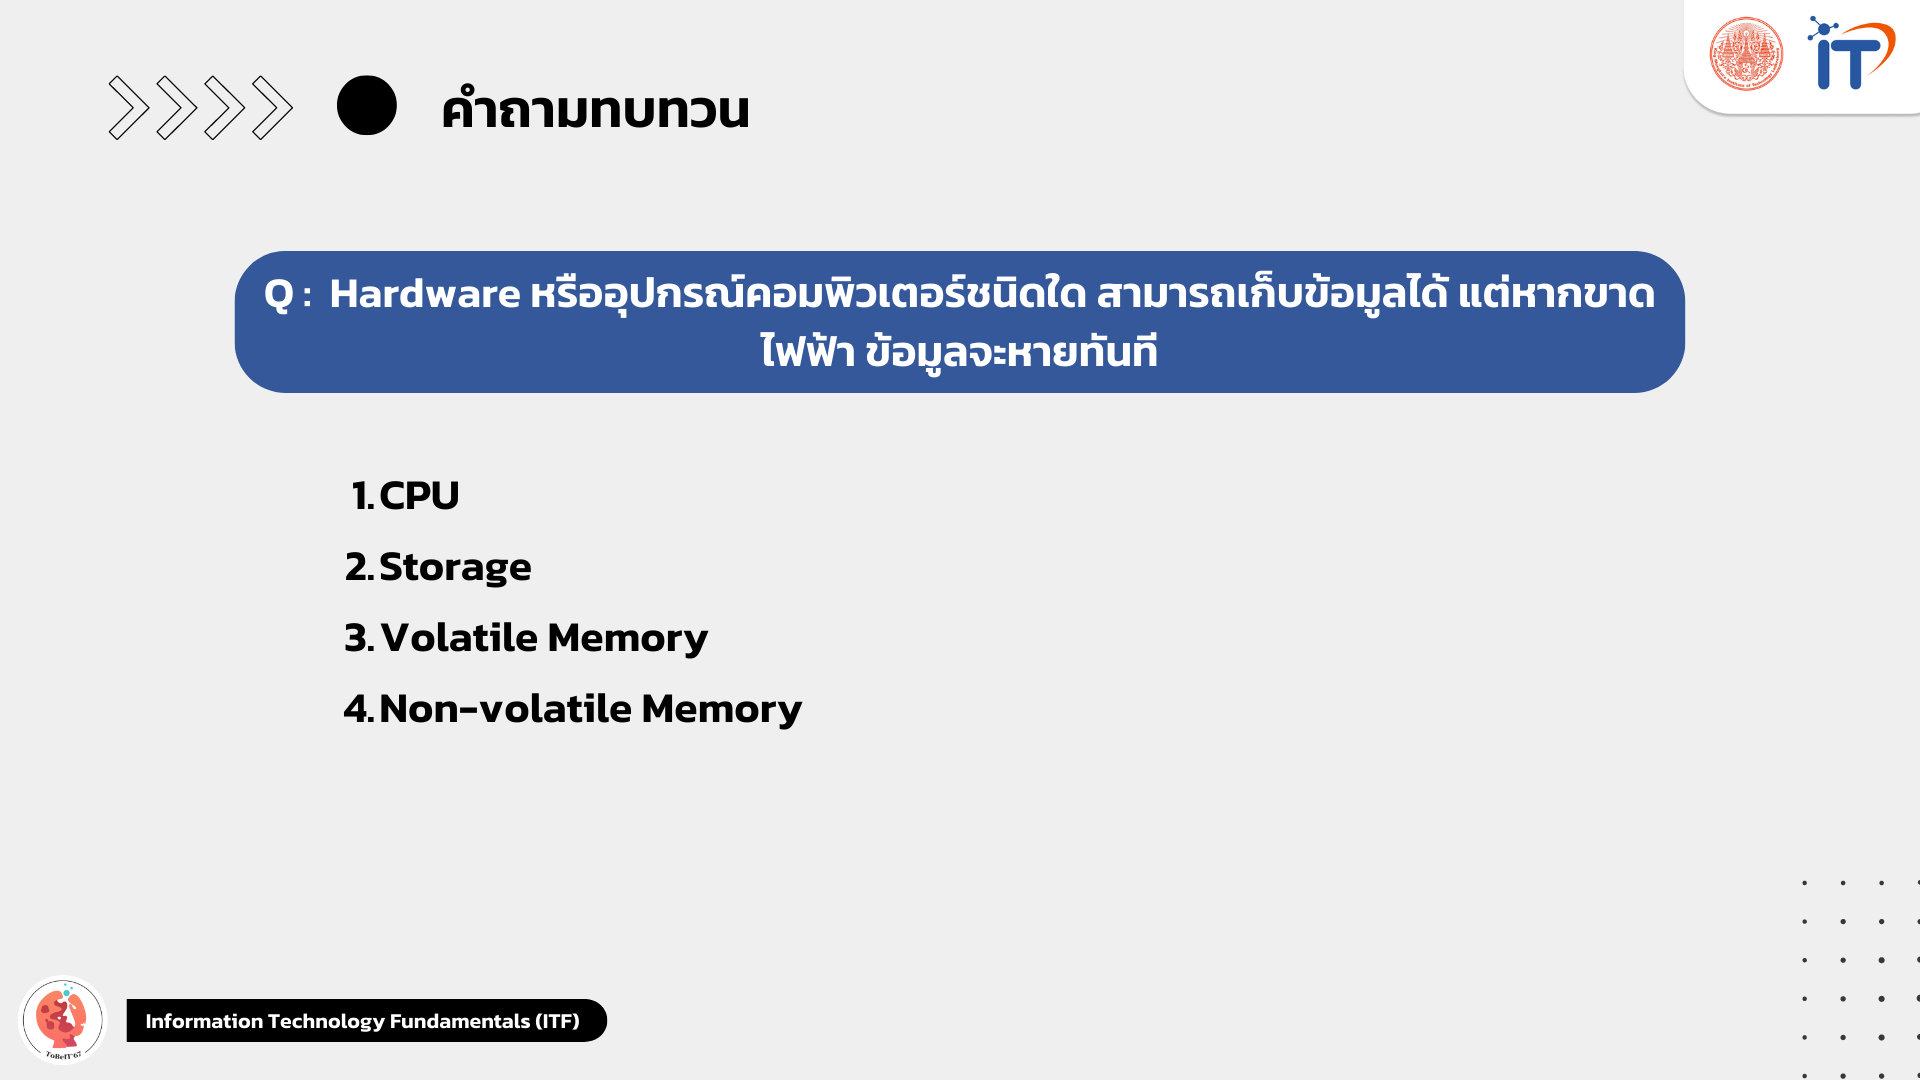 คำถามทบทวน
Q : Hardware หรืออุปกรณ์คอมพิวเตอร์ชนิดใด สามารถเก็บข้อมูลได้ แต่หากขาด
ไฟฟ้า ข้อมูลจะหายทันที
1. CPU
2. Storage
3. Volatile Memory
4. Non-volatile Memory
IT
ToBeIT'67
Information Technology Fundamentals (ITF)